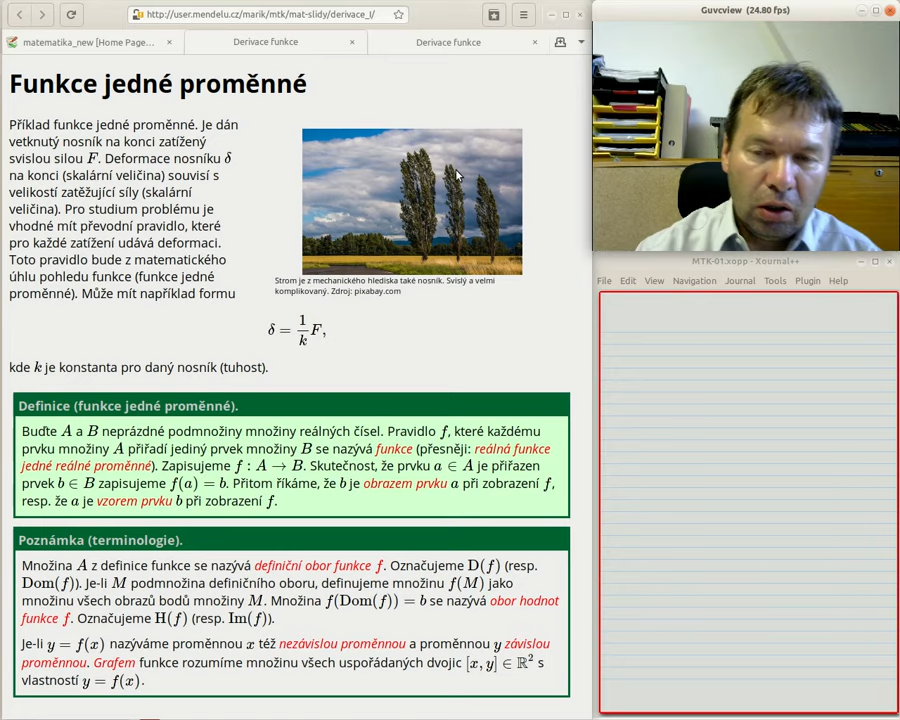 http://user.mendelu.cz/marik/mtk/mat-slidy/derivace_I/
matematika_new [Home Page...
Derivace funkce
Derivace funkce
Funkce jedné proměnné
Příklad funkce jedné proměnné. Je dán
vetknutý nosník na konci zatížený
svislou silou F. Deformace nosníku δ
na konci (skalární veličina) souvisí s
velikostí zatěžující síly (skalární
veličina). Pro studium problému je
vhodné mít převodní pravidlo, které
pro každé zatížení udává deformaci.
Toto pravidlo bude z matematického
úhlu pohledu funkce (funkce jedné
proměnné). Může mít například formu
Strom je z mechanického hlediska také nosník. Svislý a velmi
komplikovaný. Zdroj: pixabay.com
δ = 1/k F,
kde k je konstanta pro daný nosník (tuhost).
Definice (funkce jedné proměnné).
Buďte A a B neprázdné podmnožiny množiny reálných čísel. Pravidlo f, které každému
prvku množiny A přiřadí jediný prvek množiny B se nazývá funkce (přesněji: reálná funkce
jedné reálné proměnné). Zapisujeme f : A → B. Skutečnost, že prvku a ∈ A je přiřazen
prvek b ∈ B zapisujeme f(a) = b. Přitom říkáme, že b je obrazem prvku a při zobrazení f,
resp. že a je vzorem prvku b při zobrazení f.
Poznámka (terminologie).
Množina A z definice funkce se nazývá definiční obor funkce f. Označujeme D(f) (resp.
Dom(f)). Je-li M podmnožina definičního oboru, definujeme množinu f(M) jako
množinu všech obrazů bodů množiny M. Množina f(Dom(f)) = b se nazývá obor hodnot
funkce f. Označujeme H(f) (resp. Im(f)).
Je-li y = f(x) nazýváme proměnnou x též nezávislou proměnnou a proměnnou y závislou
proměnnou. Grafem funkce rozumíme množinu všech uspořádaných dvojic [x, y] ∈ ℝ² s
vlastností y = f(x).
Guvcview (24.80 fps)
MTK-01.xopp - Xournal++
File Edit View Navigation Journal Tools Plugin Help